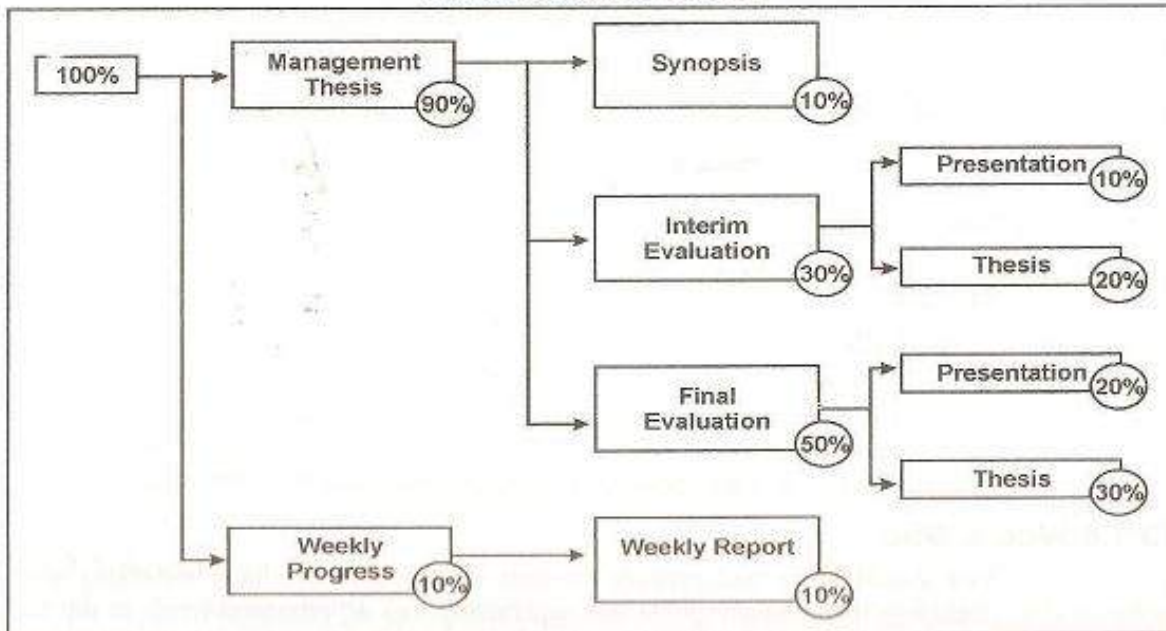 100%
Management
Thesis
90%
Synopsis
10%
Interim
Evaluation
30%
Presentation
10%
Thesis
20%
Final
Evaluation
50%
Presentation
20%
Thesis
30%
Weekly
Progress
10%
Weekly Report
10%